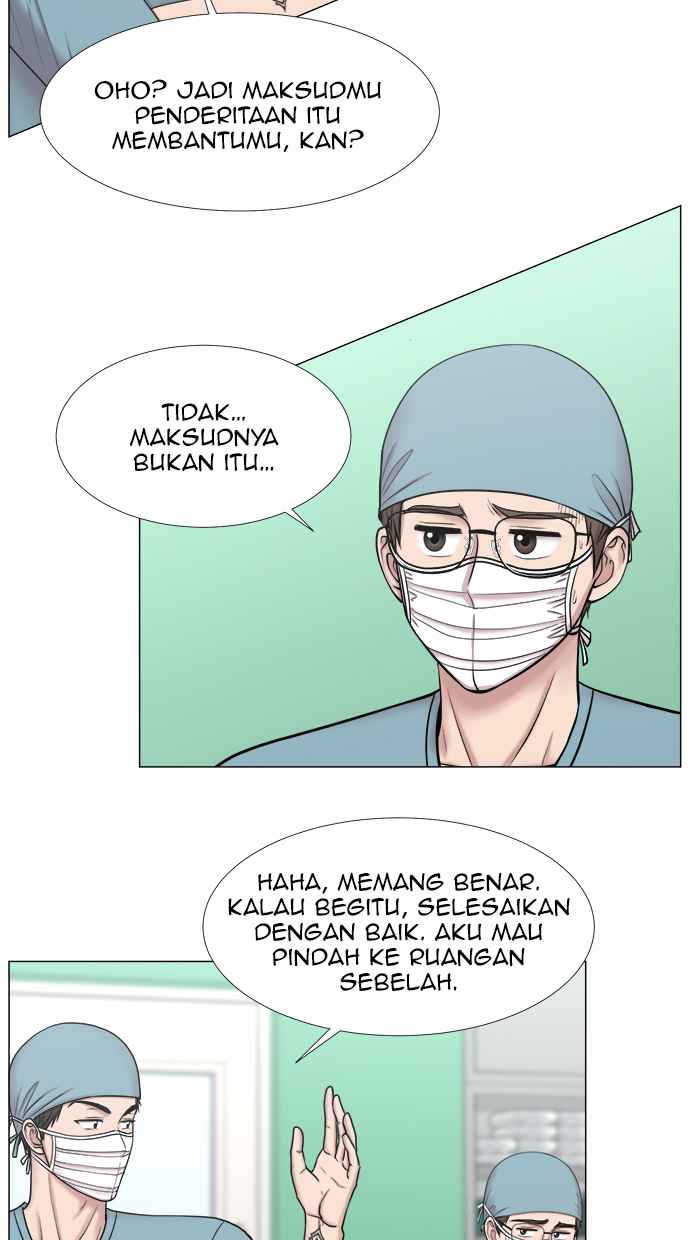 OHO? JADI MAKSUDMU
PENDERITAAN ITU
MEMBANTUMU, KAN?
TIDAK...
MAKSUDNYA
BUKAN ITU...
HAHA, MEMANG BENAR.
KALAU BEGITU, SELESAIKAN
DENGAN BAIK. AKU MAU
PINDAH KE RUANGAN
SEBELAH.